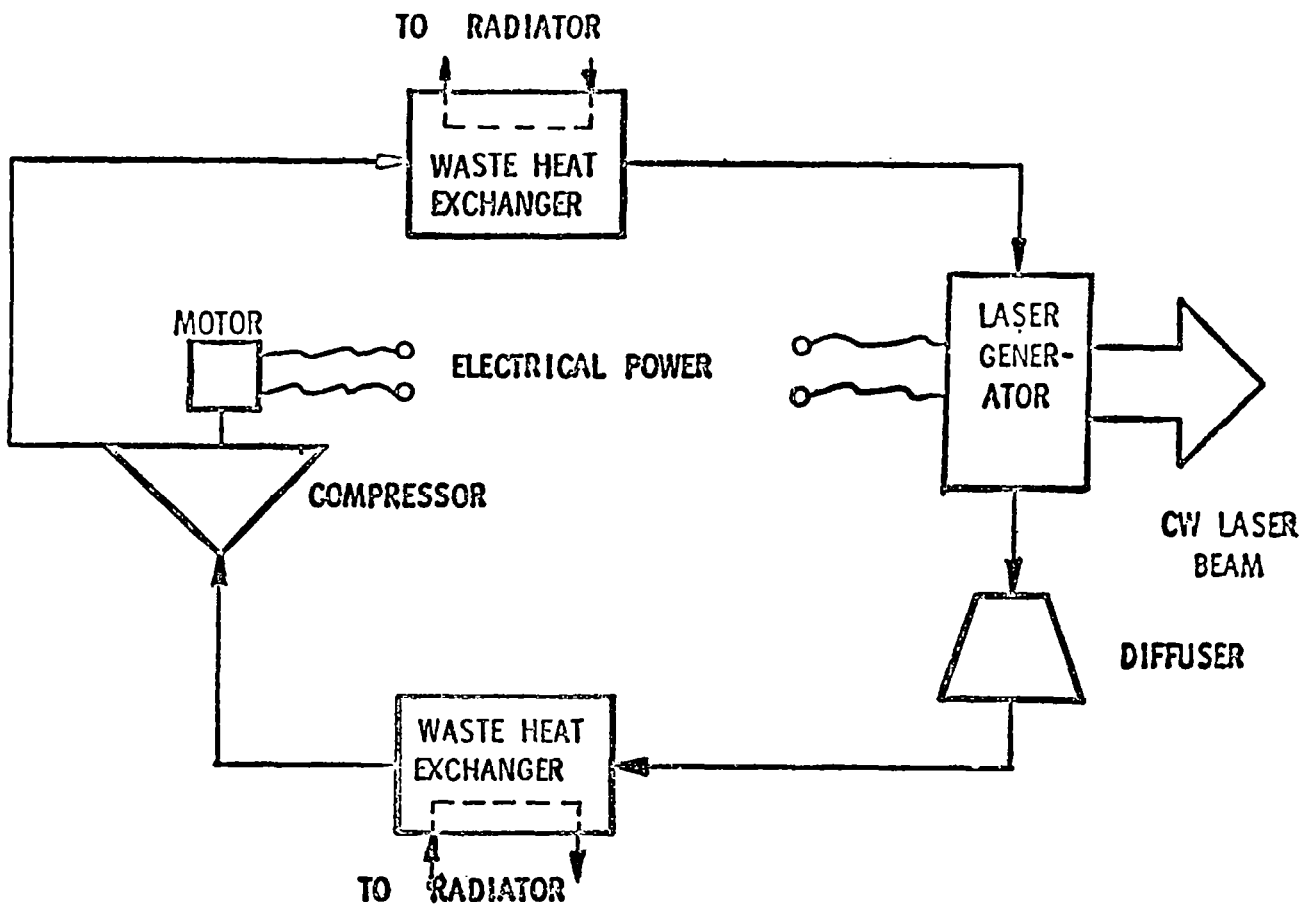 TO RADIATOR
WASTE HEAT
EXCHANGER
MOTOR
ELECTRICAL POWER
LASER
GENER-
ATOR
COMPRESSOR
CW LASER
BEAM
DIFFUSER
WASTE HEAT
EXCHANGER
TO RADIATOR